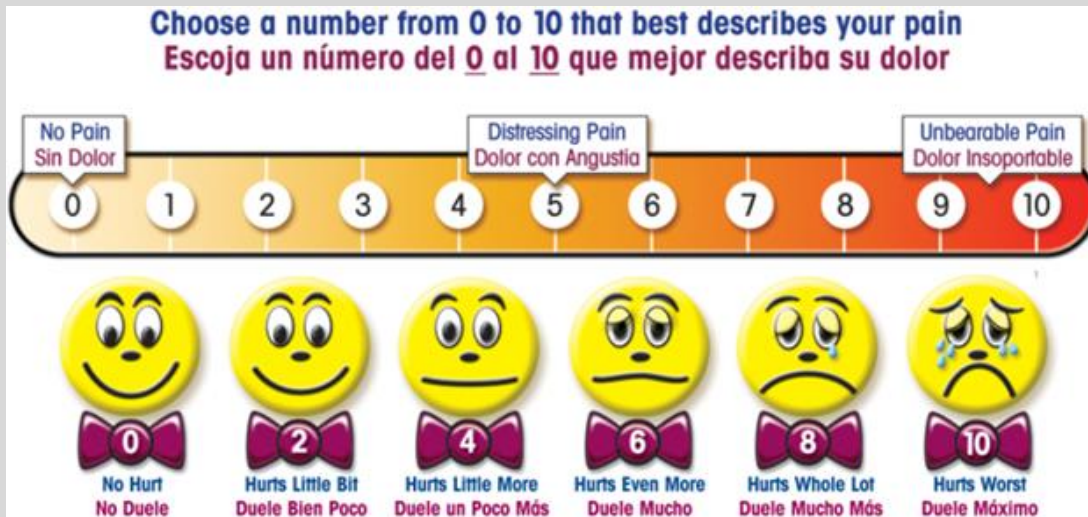 Choose a number from 0 to 10 that best describes your pain
Escoja un número del 0 al 10 que mejor describa su dolor
No Pain
Sin Dolor
Distressing Pain
Dolor con Angustia
Unbearable Pain
Dolor Insoportable
0 1 2 3 4 5 6 7 8 9 10
0 2 4 6 8 10
No Hurt
No Duele
Hurts Little Bit
Duele Bien Poco
Hurts Little More
Duele un Poco Más
Hurts Even More
Duele Mucho
Hurts Whole Lot
Duele Mucho Más
Hurts Worst
Duele Máximo